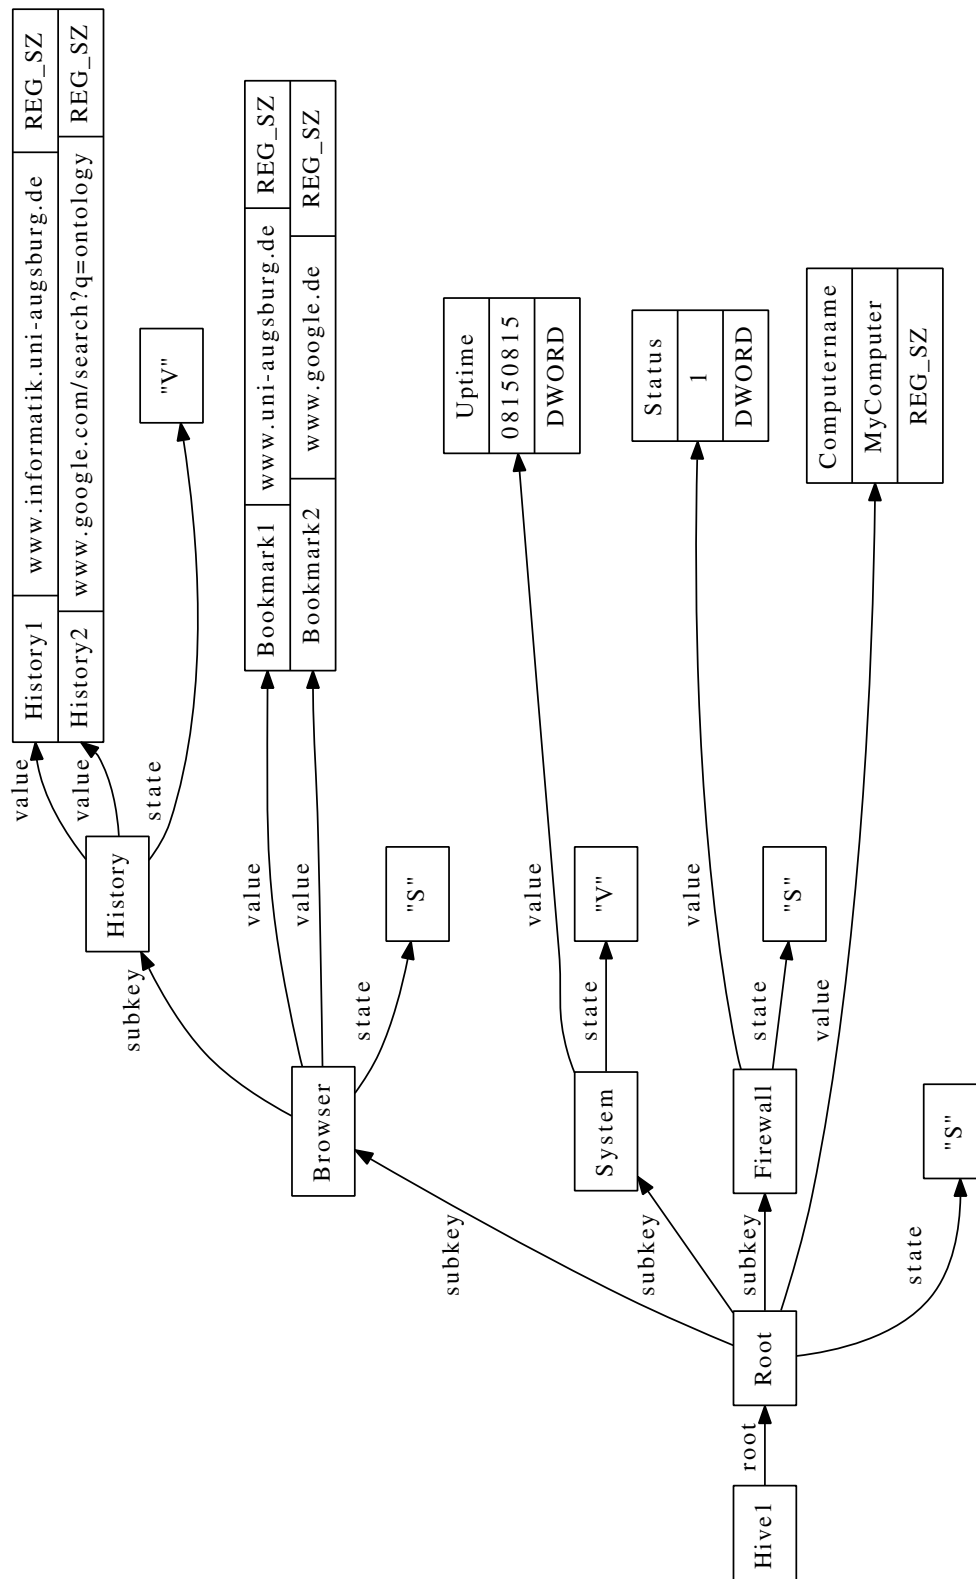 History1
www.informatik.uni-augsburg.de
REG_SZ
History2
www.google.com/search?q=ontology
REG_SZ
value
value
state
History
"V"
subkey
Bookmark1
www.uni-augsburg.de
REG_SZ
Bookmark2
www.google.de
REG_SZ
value
value
state
Browser
"S"
subkey
Uptime
08150815
DWORD
value
state
System
"V"
subkey
Status
1
DWORD
value
state
Firewall
"S"
subkey
Computername
MyComputer
REG_SZ
value
state
"S"
Root
root
Hive1